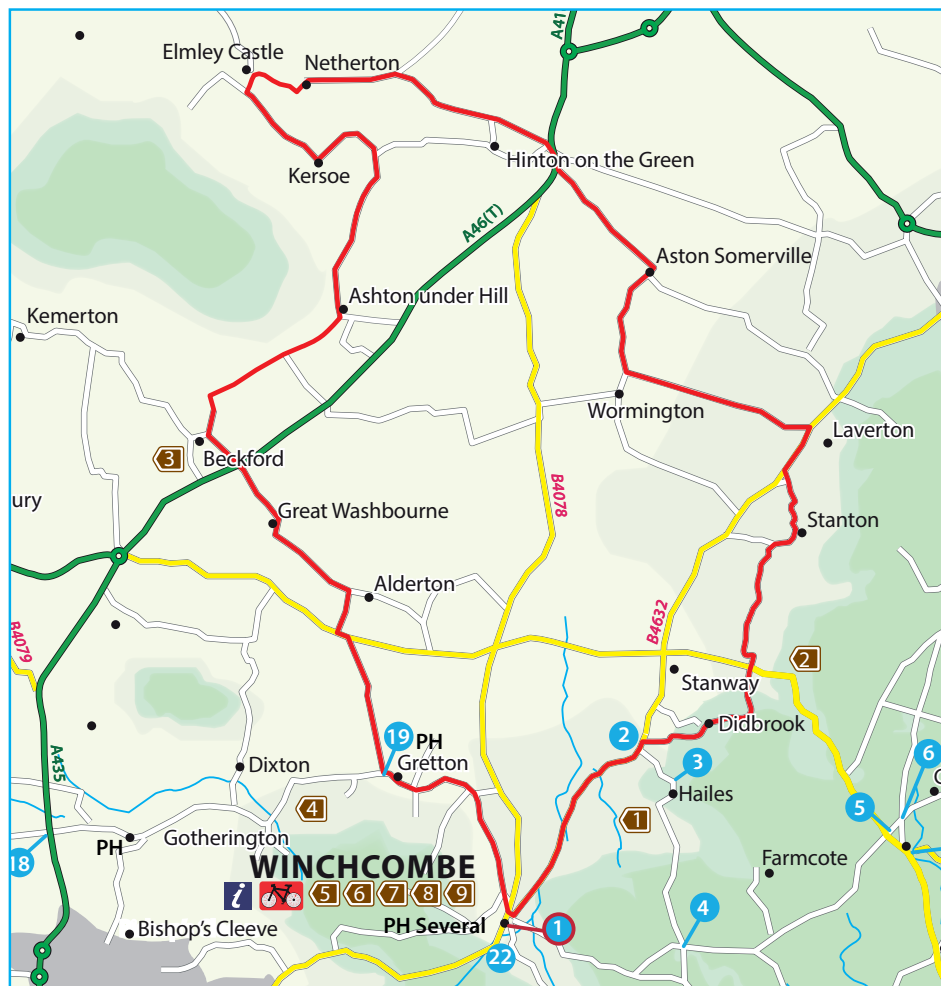 A41
Elmley Castle
Netherton
Hinton on the Green
Kersoe
A46(T)
Aston Somerville
Ashton under Hill
Kemerton
Wormington
Laverton
3
Beckford
ury
B4078
Great Washbourne
Stanton
Alderton
B4079
B4632
2
Stanway
Didbrook
2
19
PH
Gretton
A435
Dixton
3
Hailes
6
4
5
1
Gotherington
PH
18
WINCHCOMBE
i
5
6
7
8
9
Farmcote
4
PH Several
1
Bishop's Cleeve
22